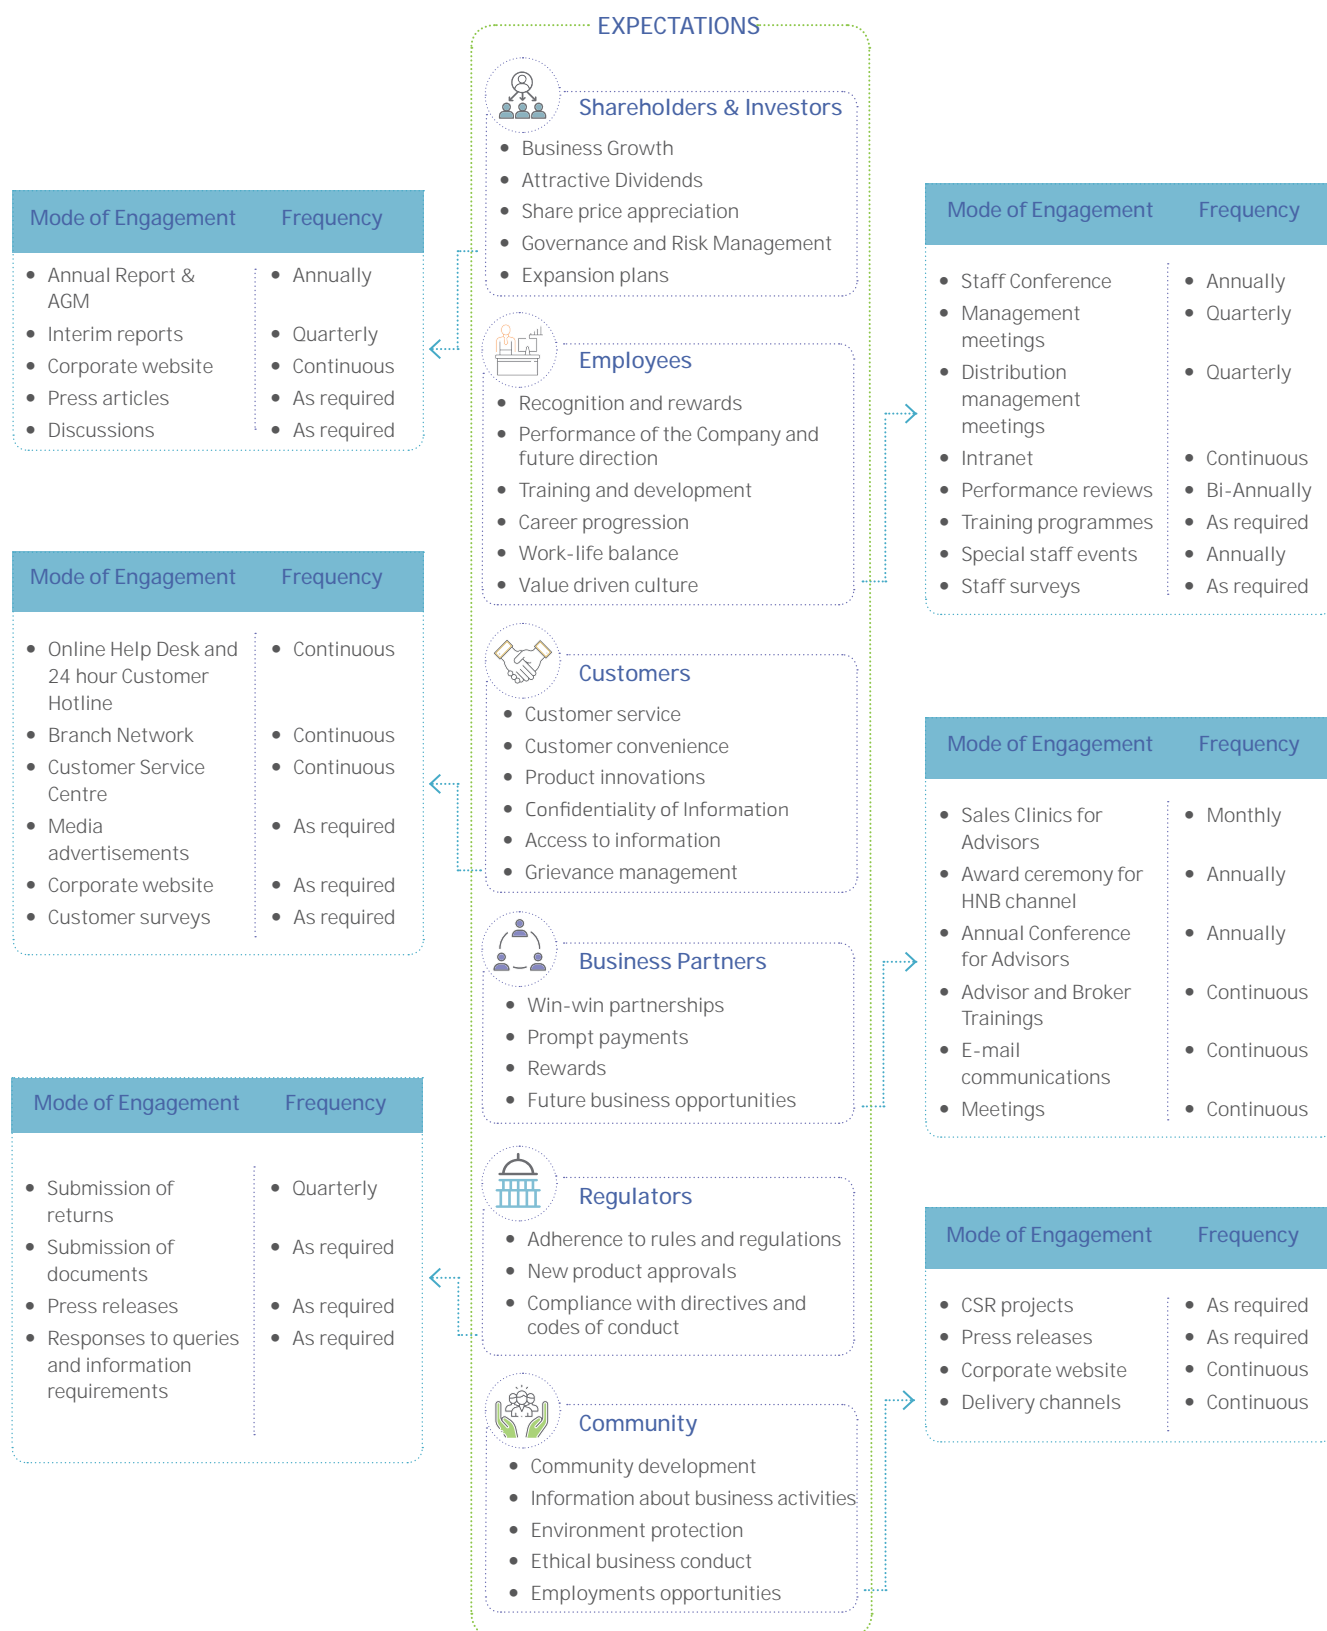 EXPECTATIONS
Shareholders & Investors
• Business Growth
• Attractive Dividends
• Share price appreciation
• Governance and Risk Management
• Expansion plans
Mode of Engagement Frequency
• Annual Report & • Annually
AGM
• Interim reports • Quarterly
• Corporate website • Continuous
• Press articles • As required
• Discussions • As required
Employees
• Recognition and rewards
• Performance of the Company and
future direction
• Training and development
• Career progression
• Work-life balance
• Value driven culture
Mode of Engagement Frequency
• Staff Conference • Annually
• Management • Quarterly
meetings
• Distribution • Quarterly
management
meetings
• Intranet • Continuous
• Performance reviews • Bi-Annually
• Training programmes • As required
• Special staff events • Annually
• Staff surveys • As required
Customers
• Customer service
• Customer convenience
• Product innovations
• Confidentiality of Information
• Access to information
• Grievance management
Mode of Engagement Frequency
• Online Help Desk and • Continuous
24 hour Customer
Hotline
• Branch Network • Continuous
• Customer Service • Continuous
Centre
• Media • As required
advertisements
• Corporate website • As required
• Customer surveys • As required
Business Partners
• Win-win partnerships
• Prompt payments
• Rewards
• Future business opportunities
Mode of Engagement Frequency
• Sales Clinics for • Monthly
Advisors
• Award ceremony for • Annually
HNB channel
• Annual Conference • Annually
for Advisors
• Advisor and Broker • Continuous
Trainings
• E-mail • Continuous
communications
• Meetings • Continuous
Regulators
• Adherence to rules and regulations
• New product approvals
• Compliance with directives and
codes of conduct
Mode of Engagement Frequency
• Submission of • Quarterly
returns
• Submission of • As required
documents
• Press releases • As required
• Responses to queries • As required
and information
requirements
Community
• Community development
• Information about business activities
• Environment protection
• Ethical business conduct
• Employments opportunities
Mode of Engagement Frequency
• CSR projects • As required
• Press releases • As required
• Corporate website • Continuous
• Delivery channels • Continuous